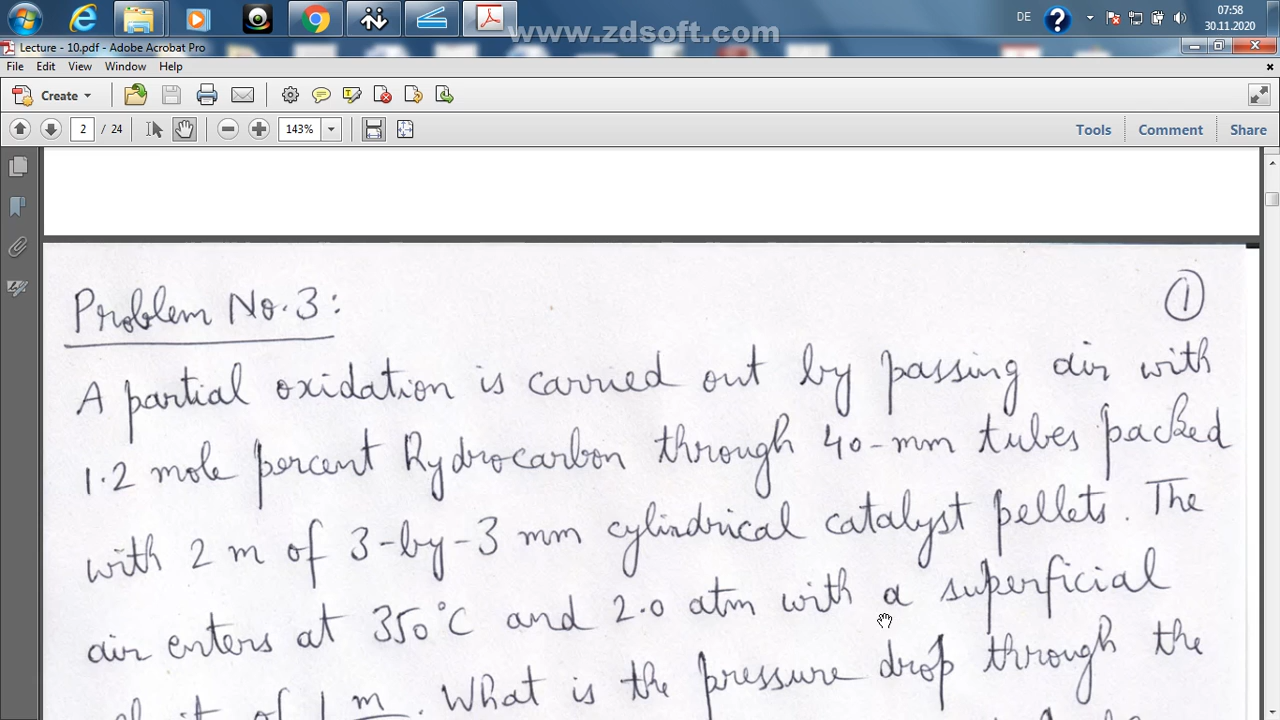 DE
07:58
30.11.2020
www.zdsoft.com
Lecture - 10.pdf - Adobe Acrobat Pro
File Edit View Window Help
Create
2 / 24 143% Tools Comment Share
Problem No. 3:
1
A partial oxidation is carried out by passing air with
1.2 mole percent hydrocarbon through 40-mm tubes packed
with 2 m of 3-by-3 mm cylindrical catalyst pellets. The
air enters at 350°C and 2.0 atm with a superficial
of 1 m. What is the pressure drop through the